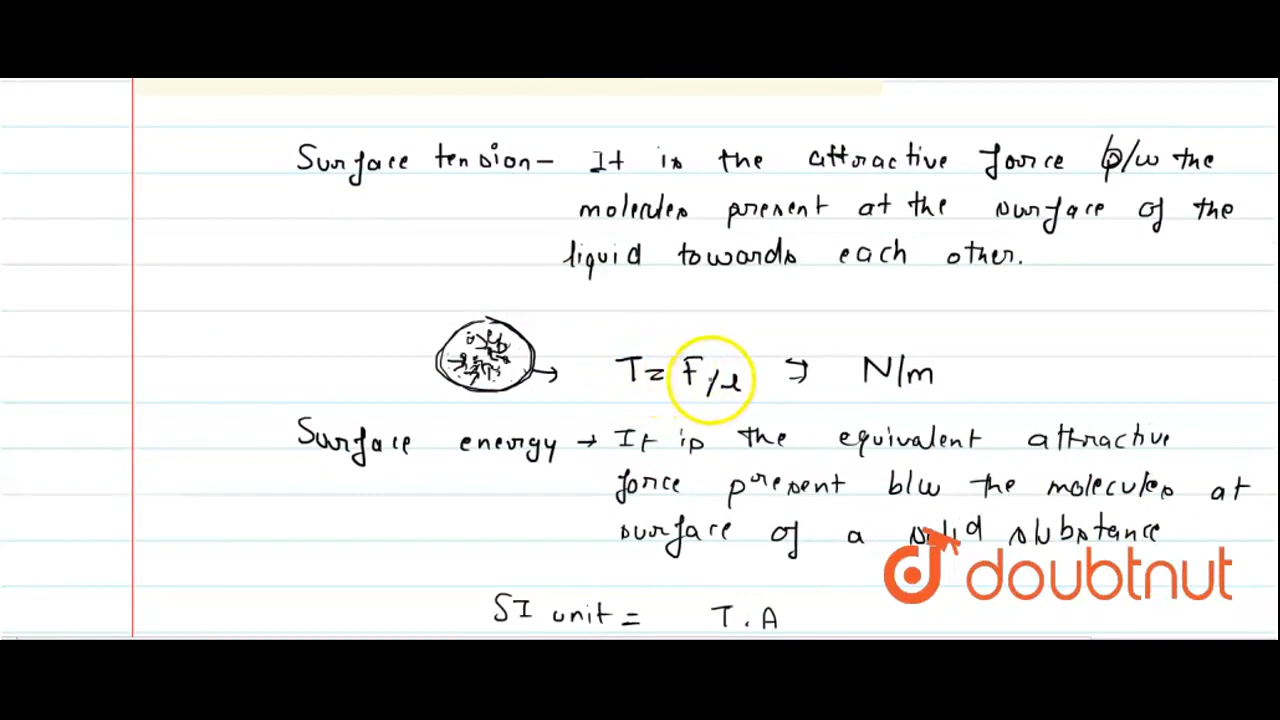 Surface tension – It is the attractive force b/w the
molecules present at the surface of the
liquid towards each other.
T = F/l → N/m
Surface energy → It is the equivalent attractive
force present b/w the molecules at
surface of a solid substance
doubtnut
SI unit = T.A